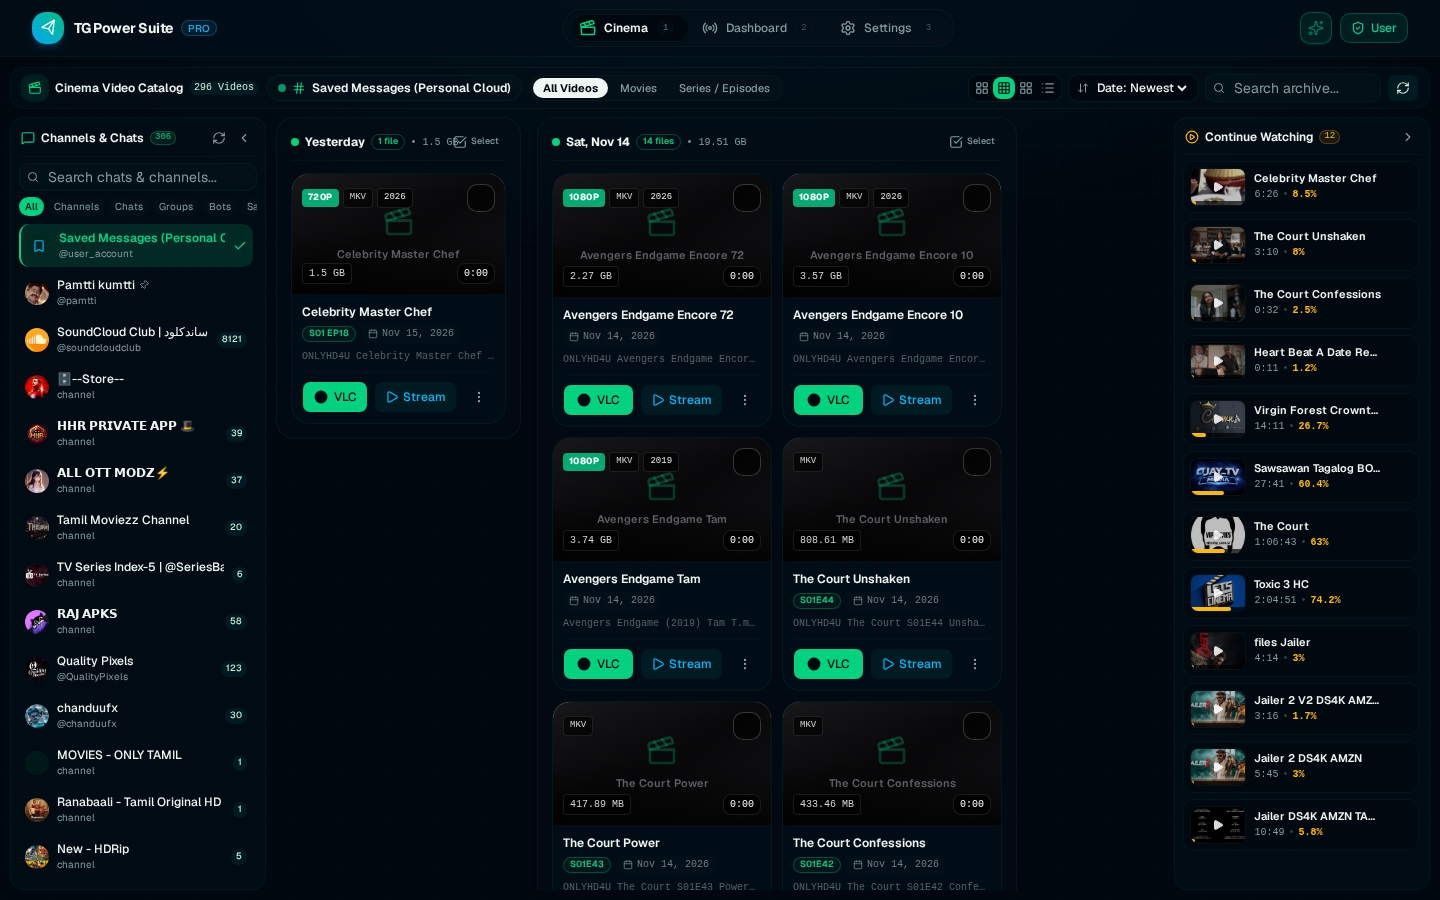 TG Power Suite PRO
Cinema 1
Dashboard 2
Settings 3
User
Cinema Video Catalog 296 Videos
# Saved Messages (Personal Cloud)
All Videos
Movies
Series / Episodes
Date: Newest
Search archive...
Channels & Chats 366
Search chats & channels...
All Channels Chats Groups Bots Sa
Saved Messages (Personal C
@user_account
Pamtti kumtti
@pamtti
SoundCloud Club | ساندکلود
@soundcloudclub
8121
🗄️--Store--
channel
HHR PRIVATE APP 🎩
channel
39
ALL OTT MODZ⚡
channel
37
Tamil Moviezz Channel
channel
20
TV Series Index-5 | @SeriesBa
channel
6
RAJ APKS
channel
58
Quality Pixels
@QualityPixels
123
chanduufx
@chanduufx
30
MOVIES - ONLY TAMIL
channel
1
Ranabaali - Tamil Original HD
channel
1
New - HDRip
channel
5
Yesterday 1 file • 1.5 Select
720P MKV 2026
Celebrity Master Chef
1.5 GB 0:00
Celebrity Master Chef
S01 EP18 Nov 15, 2026
ONLYHD4U Celebrity Master Chef …
VLC Stream
Sat, Nov 14 14 files • 19.51 GB Select
1080P MKV 2026
Avengers Endgame Encore 72
2.27 GB 0:00
Avengers Endgame Encore 72
Nov 14, 2026
ONLYHD4U Avengers Endgame Encor…
VLC Stream
1080P MKV 2026
Avengers Endgame Encore 10
3.57 GB 0:00
Avengers Endgame Encore 10
Nov 14, 2026
ONLYHD4U Avengers Endgame Encor…
VLC Stream
1080P MKV 2019
Avengers Endgame Tam
3.74 GB 0:00
Avengers Endgame Tam
Nov 14, 2026
Avengers Endgame (2019) Tam T.m…
VLC Stream
MKV
The Court Unshaken
808.61 MB 0:00
The Court Unshaken
S01E44 Nov 14, 2026
ONLYHD4U The Court S01E44 Unsha…
VLC Stream
MKV
The Court Power
417.89 MB 0:00
The Court Power
S01E43 Nov 14, 2026
ONLYHD4U The Court S01E43 Power…
MKV
The Court Confessions
433.46 MB 0:00
The Court Confessions
S01E42 Nov 14, 2026
ONLYHD4U The Court S01E42 Confe…
Continue Watching 12
Celebrity Master Chef
6:26 • 8.5%
The Court Unshaken
3:10 • 8%
The Court Confessions
0:32 • 2.5%
Heart Beat A Date Re...
0:11 • 1.2%
Virgin Forest Crownt...
14:11 • 26.7%
Sawsawan Tagalog BO...
27:41 • 60.4%
The Court
1:06:43 • 63%
Toxic 3 HC
2:04:51 • 74.2%
files Jailer
4:14 • 3%
Jailer 2 V2 DS4K AMZ...
3:16 • 1.7%
Jailer 2 DS4K AMZN
5:45 • 3%
Jailer DS4K AMZN TA...
10:49 • 5.8%